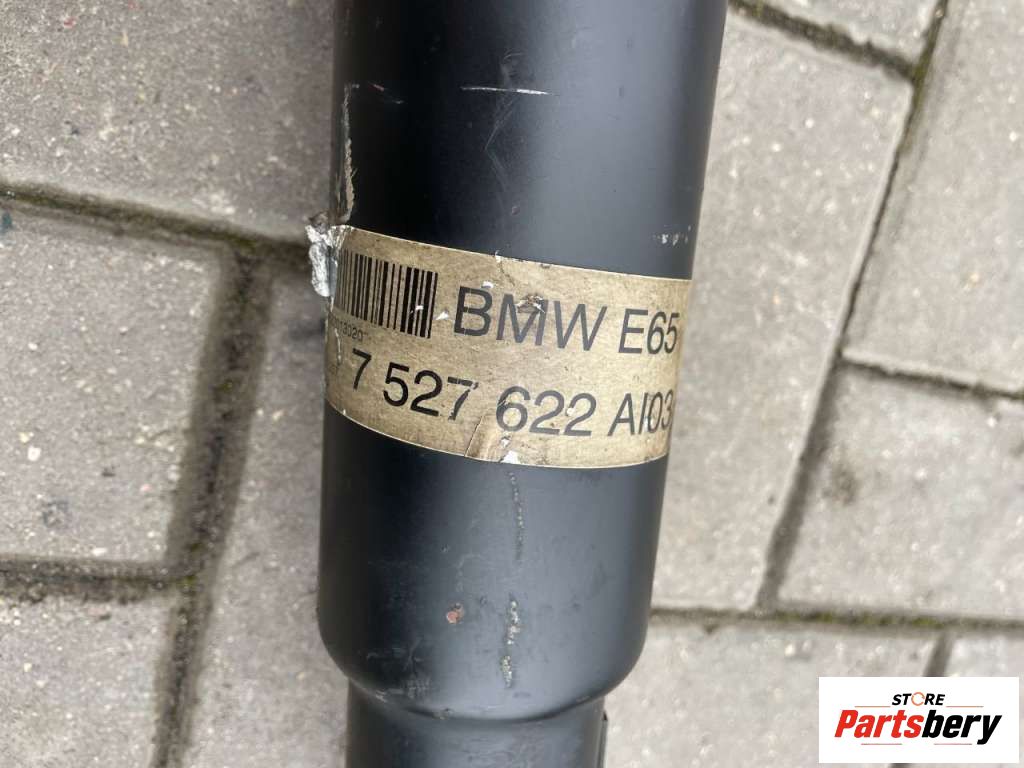 BMW E65
7 527 622 AI03
STORE
Partsbery